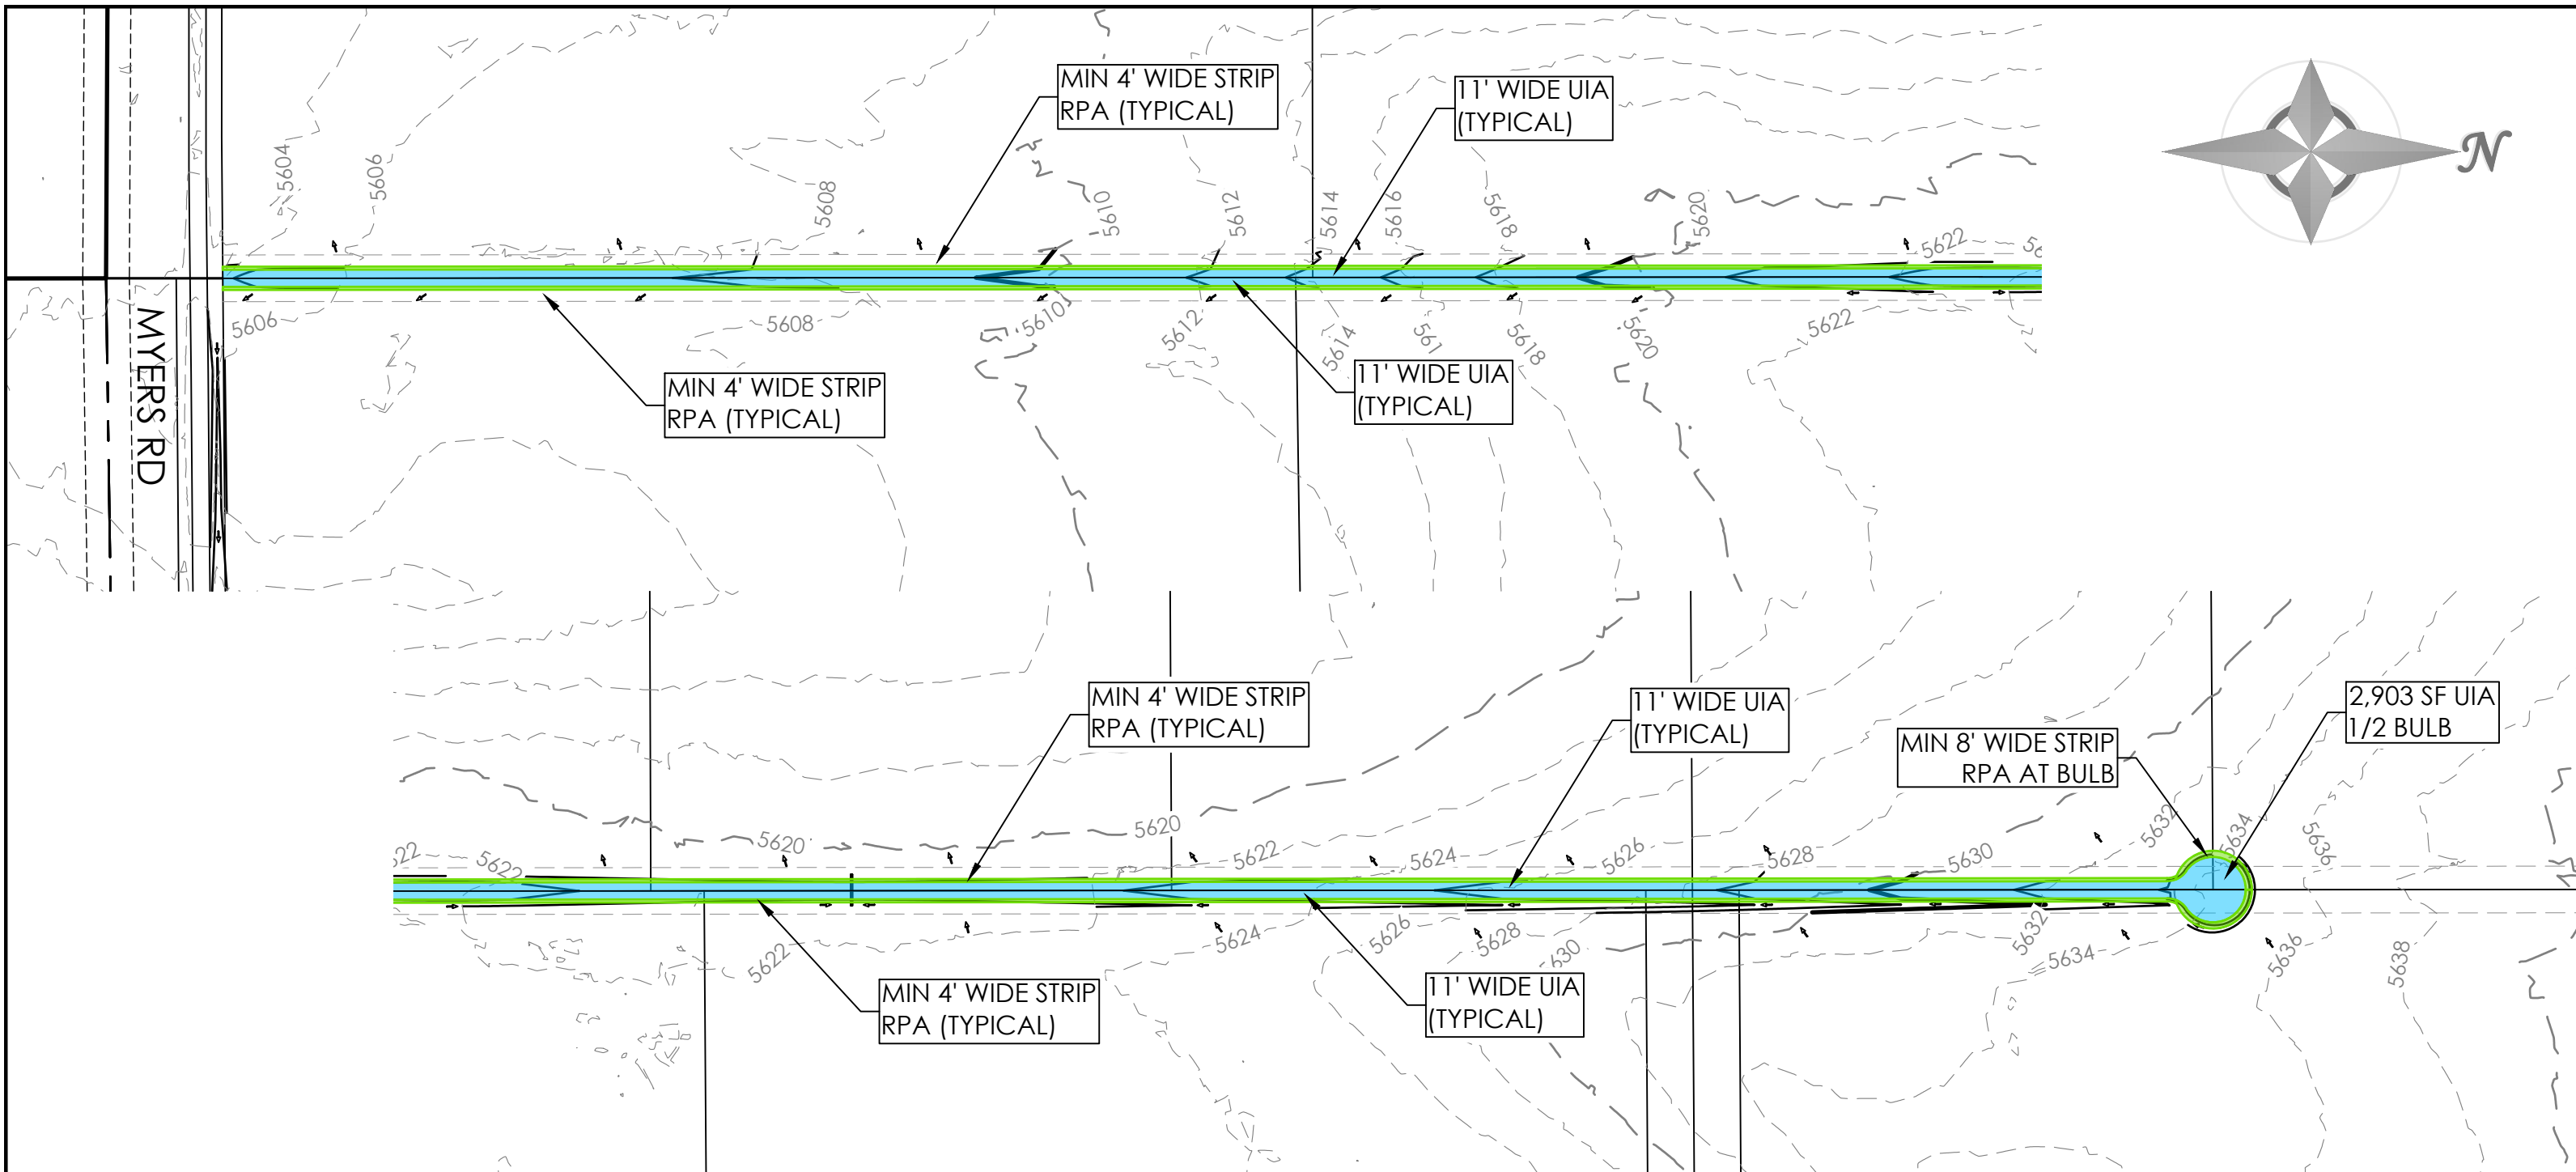 MIN 4' WIDE STRIP
RPA (TYPICAL)
11' WIDE UIA
(TYPICAL)
N
5604
5606
5608
5610
5612
5614
5616
5618
5620
5622
5606
5608
5610
5612
5614
561
5618
5620
5622
MYERS RD
MIN 4' WIDE STRIP
RPA (TYPICAL)
11' WIDE UIA
(TYPICAL)
MIN 4' WIDE STRIP
RPA (TYPICAL)
11' WIDE UIA
(TYPICAL)
MIN 8' WIDE STRIP
RPA AT BULB
2,903 SF UIA
1/2 BULB
5622
5620
5620
5622
5624
5626
5628
5630
5632
5634
5636
5622
5624
5626
5628
5632
5634
5636
5638
MIN 4' WIDE STRIP
RPA (TYPICAL)
11' WIDE UIA
(TYPICAL)